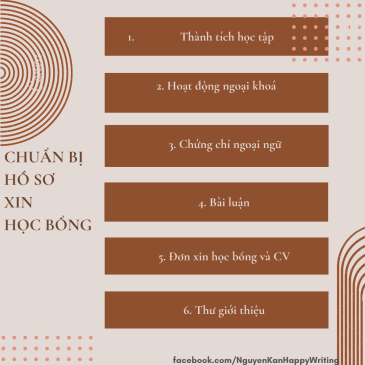 CHUẨN BỊ
HỒ SƠ
XIN
HỌC BỔNG
1. Thành tích học tập
2. Hoạt động ngoại khoá
3. Chứng chỉ ngoại ngữ
4. Bài luận
5. Đơn xin học bổng và CV
6. Thư giới thiệu
facebook.com/NguyenKanHappyWriting